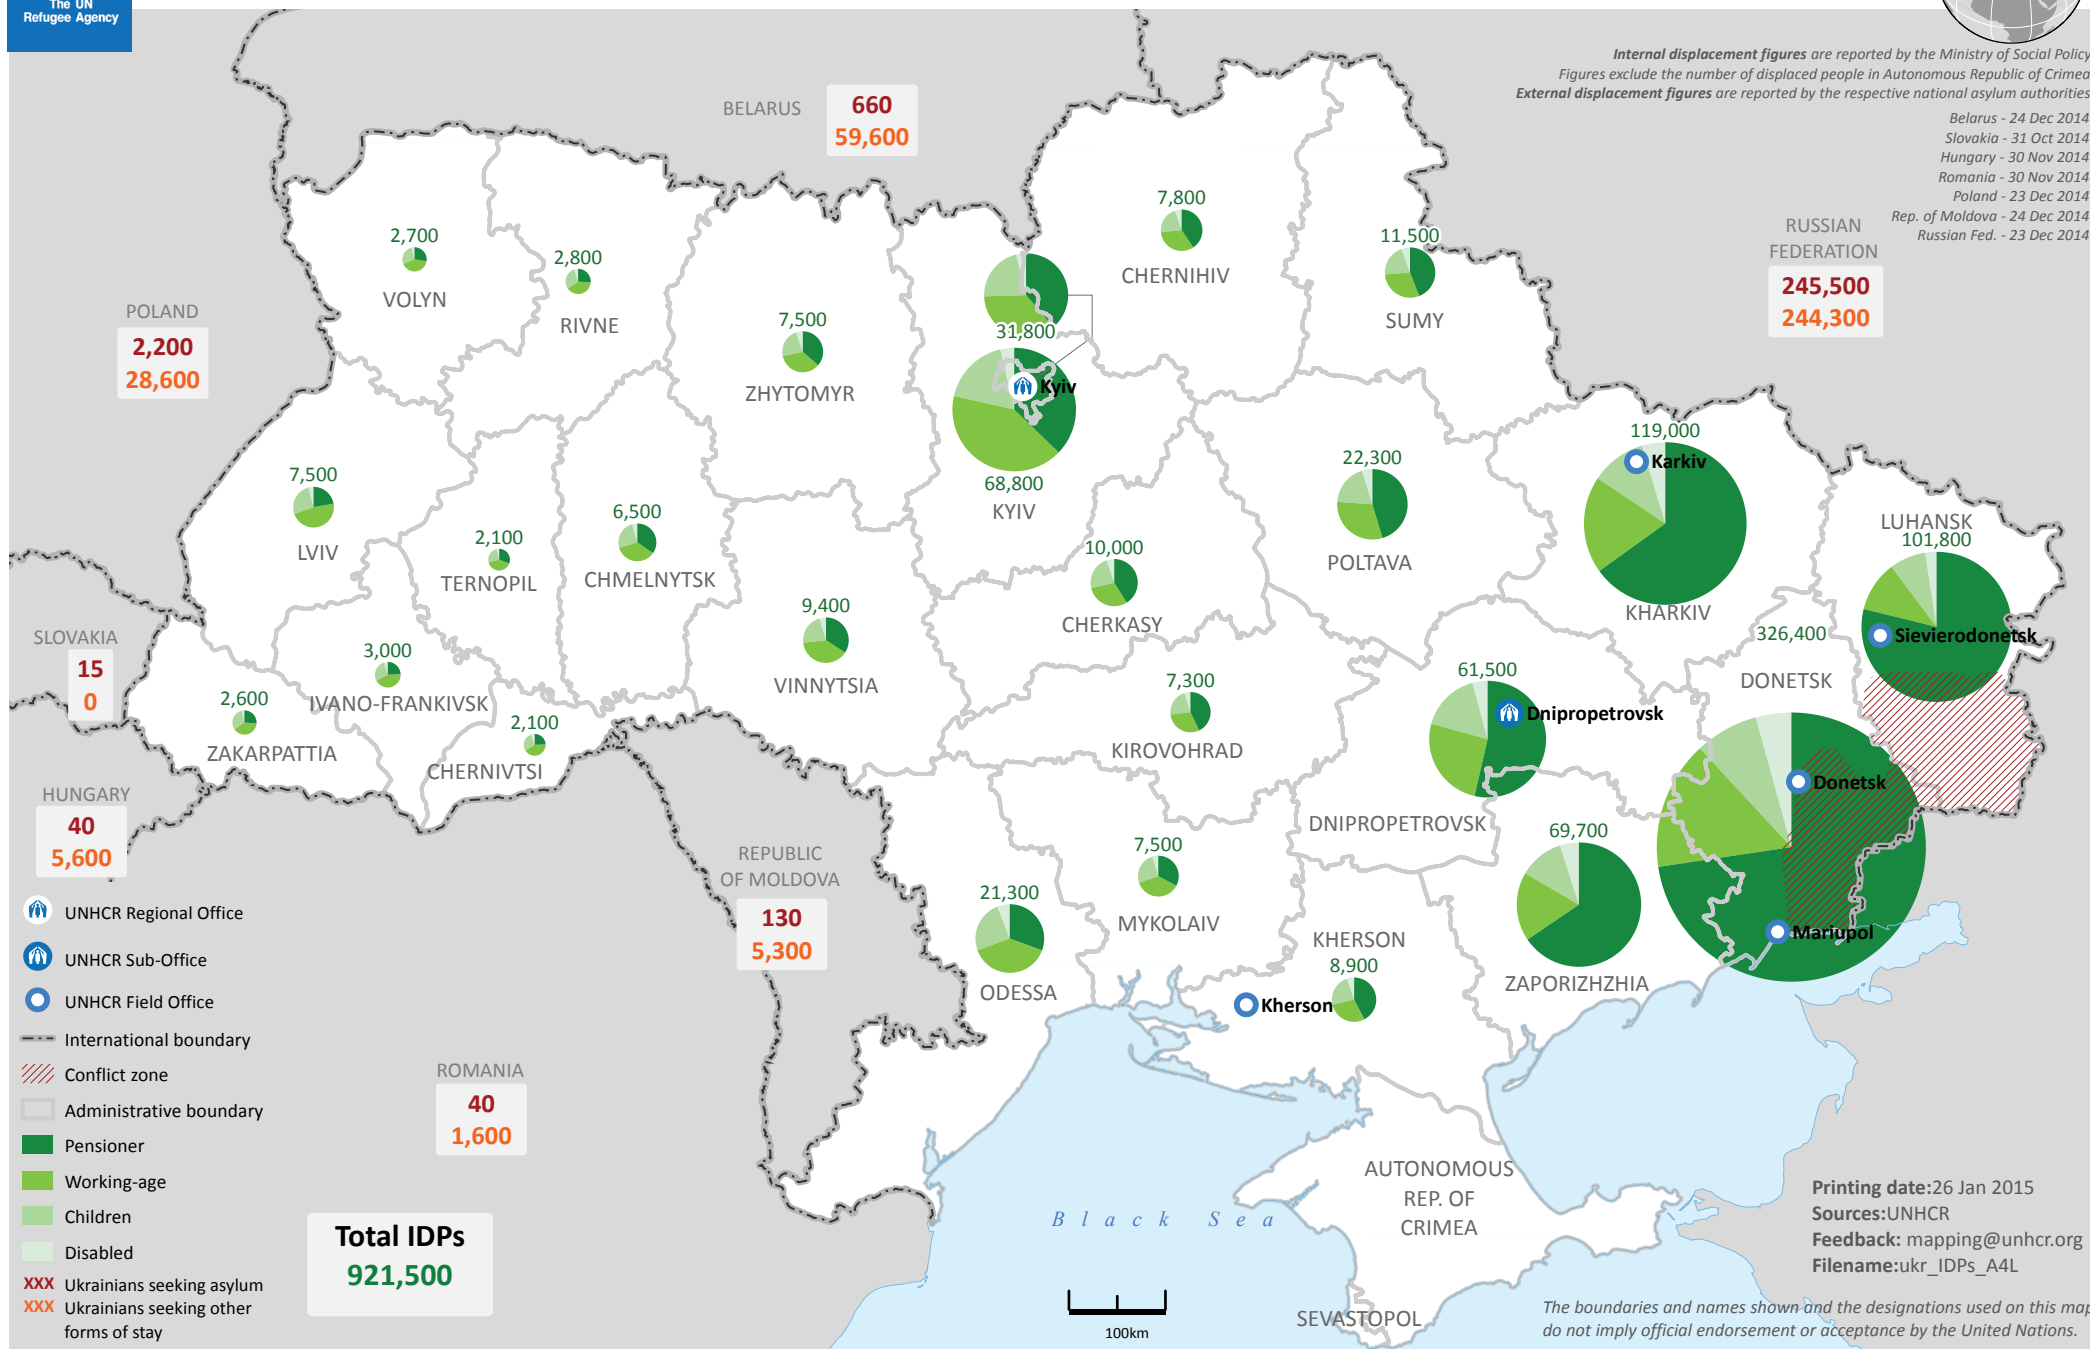 The UN
Refugee Agency
Internal displacement figures are reported by the Ministry of Social Policy
Figures exclude the number of displaced people in Autonomous Republic of Crimea
External displacement figures are reported by the respective national asylum authorities
Belarus - 24 Dec 2014
Slovakia - 31 Oct 2014
Hungary - 30 Nov 2014
Romania - 30 Nov 2014
Poland - 23 Dec 2014
Rep. of Moldova - 24 Dec 2014
Russian Fed. - 23 Dec 2014
BELARUS
660
59,600
RUSSIAN
FEDERATION
245,500
244,300
POLAND
2,200
28,600
2,700
VOLYN
2,800
RIVNE
7,500
ZHYTOMYR
31,800
Kyiv
68,800
KYIV
7,800
CHERNIHIV
11,500
SUMY
7,500
LVIV
2,100
TERNOPIL
6,500
CHMELNYTSK
9,400
VINNYTSIA
10,000
CHERKASY
22,300
POLTAVA
119,000
Karkiv
KHARKIV
LUHANSK
101,800
Sievierodonetsk
326,400
DONETSK
Donetsk
Mariupol
SLOVAKIA
15
0
3,000
IVANO-FRANKIVSK
2,600
ZAKARPATTIA
2,100
CHERNIVTSI
7,300
KIROVOHRAD
61,500
Dnipropetrovsk
DNIPROPETROVSK
69,700
ZAPORIZHZHIA
HUNGARY
40
5,600
REPUBLIC
OF MOLDOVA
130
5,300
21,300
ODESSA
7,500
MYKOLAIV
KHERSON
8,900
Kherson
ROMANIA
40
1,600
UNHCR Regional Office
UNHCR Sub-Office
UNHCR Field Office
International boundary
Conflict zone
Administrative boundary
Pensioner
Working-age
Children
Disabled
XXX Ukrainians seeking asylum
XXX Ukrainians seeking other
forms of stay
Total IDPs
921,500
Black Sea
AUTONOMOUS
REP. OF
CRIMEA
SEVASTOPOL
100km
Printing date:26 Jan 2015
Sources:UNHCR
Feedback: mapping@unhcr.org
Filename:ukr_IDPs_A4L
The boundaries and names shown and the designations used on this map
do not imply official endorsement or acceptance by the United Nations.